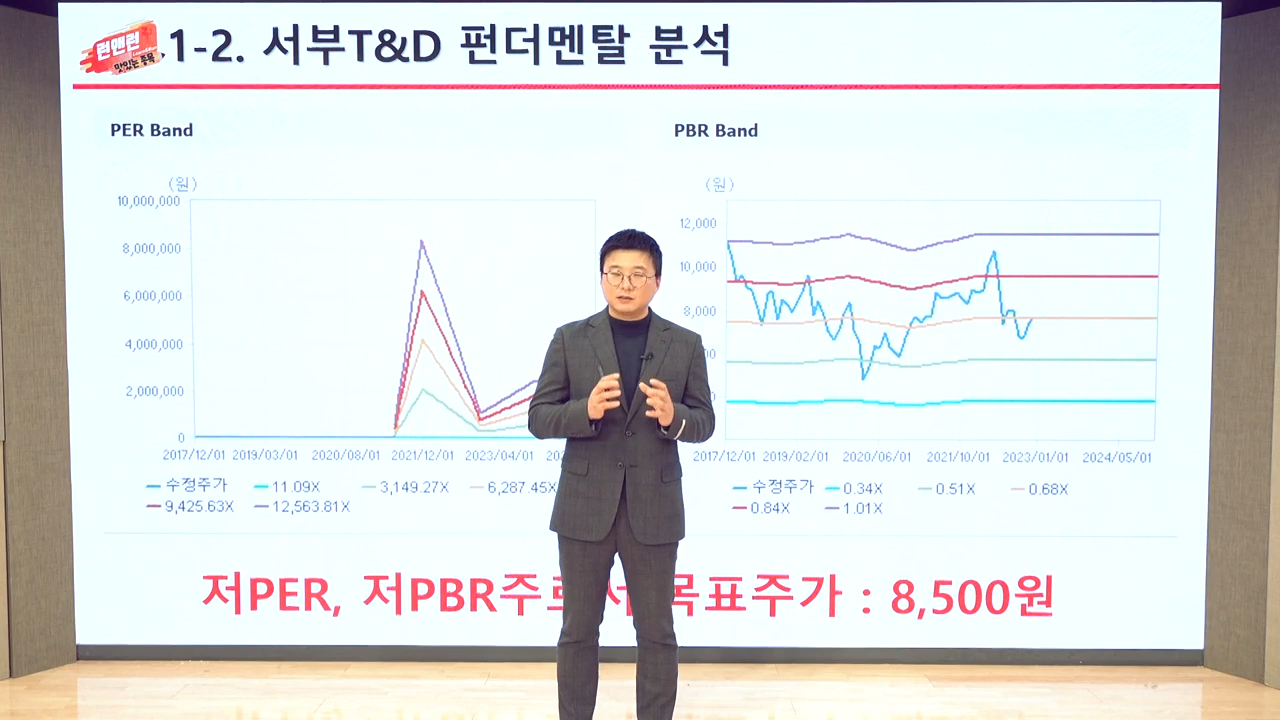 런앤런
맛있는 종목
1-2. 서부T&D 펀더멘탈 분석
PER Band
(원)
10,000,000
8,000,000
6,000,000
4,000,000
2,000,000
0
2017/12/01 2019/03/01 2020/08/01 2021/12/01 2023/04/01
수정주가 11.09X 3,149.27X 6,287.45X
9,425.63X 12,563.81X
PBR Band
(원)
12,000
10,000
8,000
2017/12/01 2019/02/01 2020/06/01 2021/10/01 2023/01/01 2024/05/01
수정주가 0.34X 0.51X 0.68X
0.84X 1.01X
저PER, 저PBR주로서 목표주가 : 8,500원